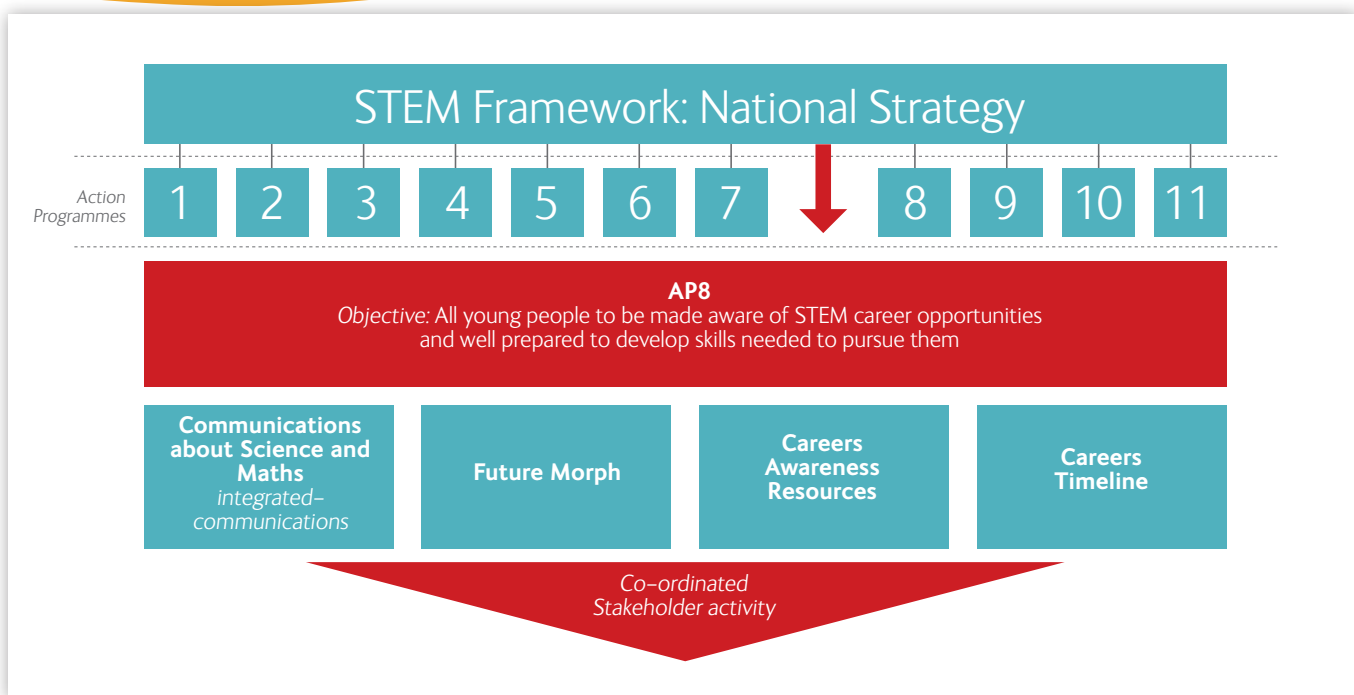 STEM Framework: National Strategy
Action
Programmes
1 2 3 4 5 6 7 8 9 10 11
AP8
Objective: All young people to be made aware of STEM career opportunities
and well prepared to develop skills needed to pursue them
Communications
about Science and
Maths
integrated–
communications
Future Morph
Careers
Awareness
Resources
Careers
Timeline
Co–ordinated
Stakeholder activity